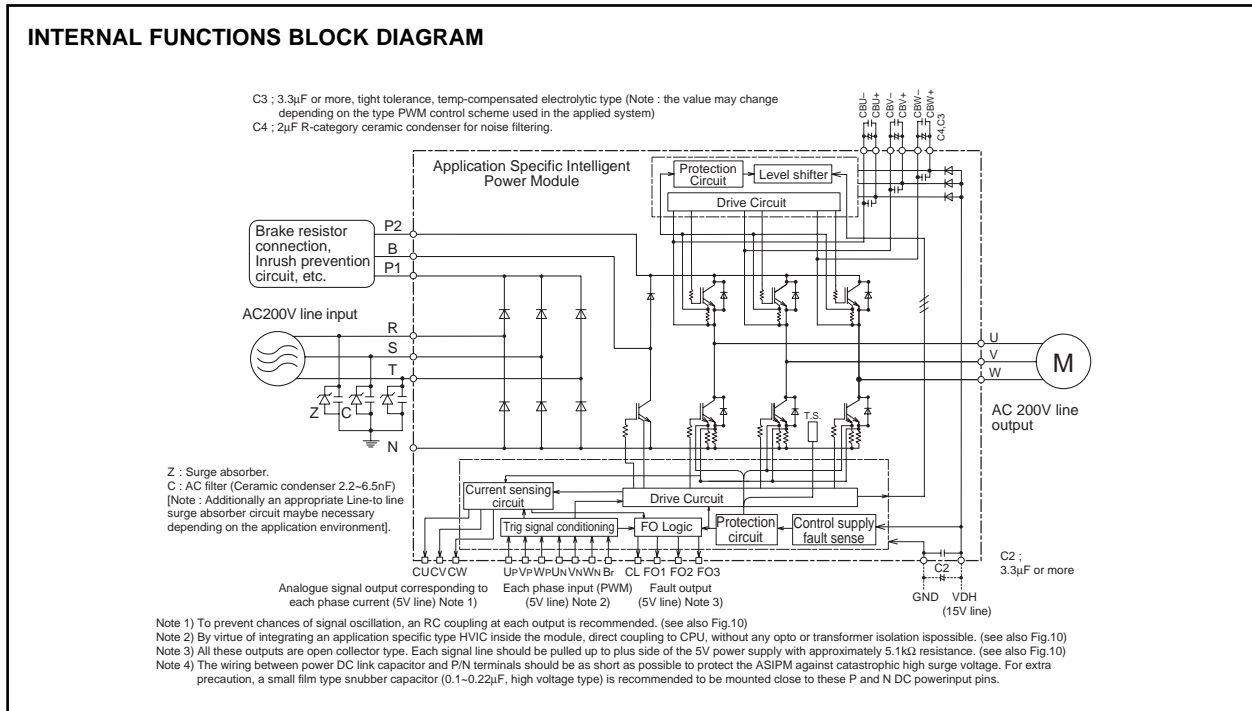 INTERNAL FUNCTIONS BLOCK DIAGRAM
C3 ; 3.3µF or more, tight tolerance, temp-compensated electrolytic type (Note : the value may change
depending on the type PWM control scheme used in the applied system)
C4 ; 2µF R-category ceramic condenser for noise filtering.
CBU–
CBU+
CBV–
CBV+
CBW–
CBW+
C4,C3
Application Specific Intelligent
Power Module
Protection
Circuit
Level shifter
Drive Circuit
Brake resistor
connection,
Inrush prevention
circuit, etc.
P2
B
P1
AC200V line input
R
S
T
Z
C
N
U
V
W
M
AC 200V line
output
T.S.
Z : Surge absorber.
C : AC filter (Ceramic condenser 2.2~6.5nF)
[Note : Additionally an appropriate Line-to line
surge absorber circuit maybe necessary
depending on the application environment].
Current sensing
circuit
Drive Curcuit
Trig signal conditioning
FO Logic
Protection
circuit
Control supply
fault sense
CU CV CW
UP VP WP UN VN WN Br
CL FO1 FO2 FO3
C2
GND
VDH
(15V line)
C2 ;
3.3µF or more
Analogue signal output corresponding to
each phase current (5V line) Note 1)
Each phase input (PWM)
(5V line) Note 2)
Fault output
(5V line) Note 3)
Note 1) To prevent chances of signal oscillation, an RC coupling at each output is recommended. (see also Fig.10)
Note 2) By virtue of integrating an application specific type HVIC inside the module, direct coupling to CPU, without any opto or transformer isolation ispossible. (see also Fig.10)
Note 3) All these outputs are open collector type. Each signal line should be pulled up to plus side of the 5V power supply with approximately 5.1kΩ resistance. (see also Fig.10)
Note 4) The wiring between power DC link capacitor and P/N terminals should be as short as possible to protect the ASIPM against catastrophic high surge voltage. For extra
precaution, a small film type snubber capacitor (0.1~0.22µF, high voltage type) is recommended to be mounted close to these P and N DC powerinput pins.